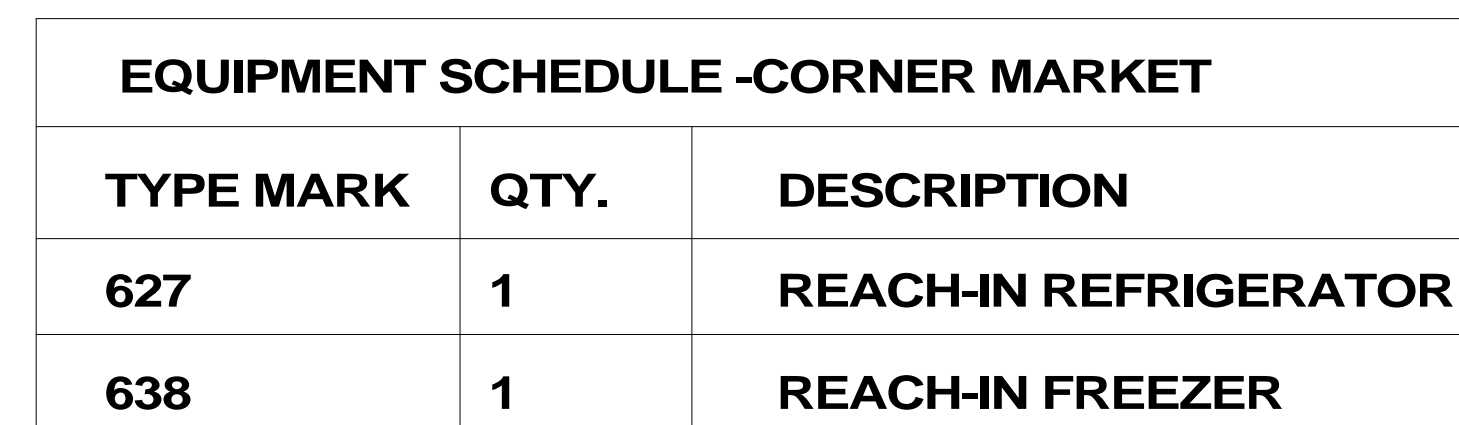 EQUIPMENT SCHEDULE -CORNER MARKET
TYPE MARK QTY. DESCRIPTION
627 1 REACH-IN REFRIGERATOR
638 1 REACH-IN FREEZER